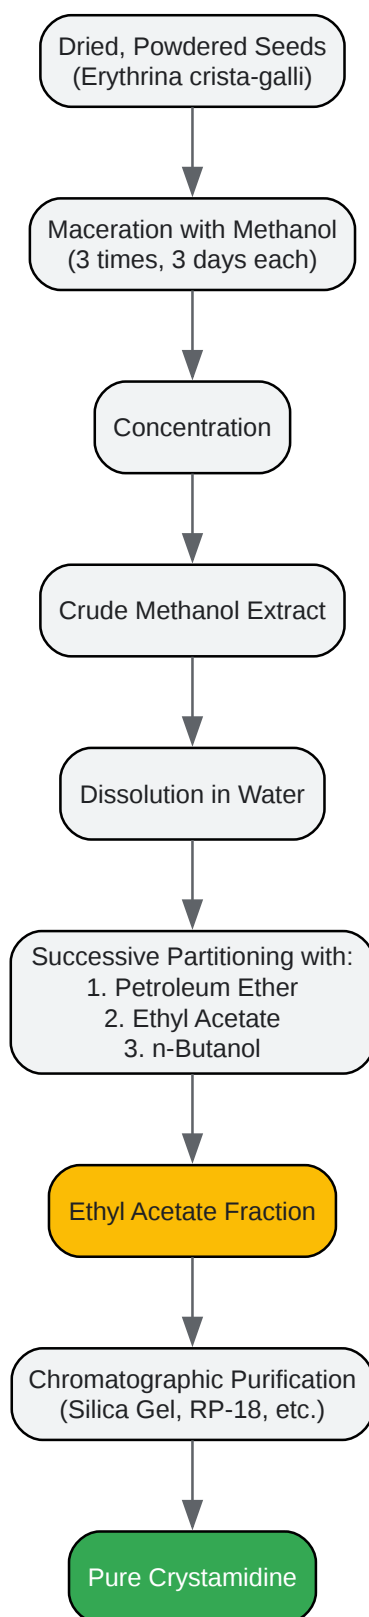 Dried, Powdered Seeds
(Erythrina crista-galli)
Maceration with Methanol
(3 times, 3 days each)
Concentration
Crude Methanol Extract
Dissolution in Water
Successive Partitioning with:
1. Petroleum Ether
2. Ethyl Acetate
3. n-Butanol
Ethyl Acetate Fraction
Chromatographic Purification
(Silica Gel, RP-18, etc.)
Pure Crystamidine